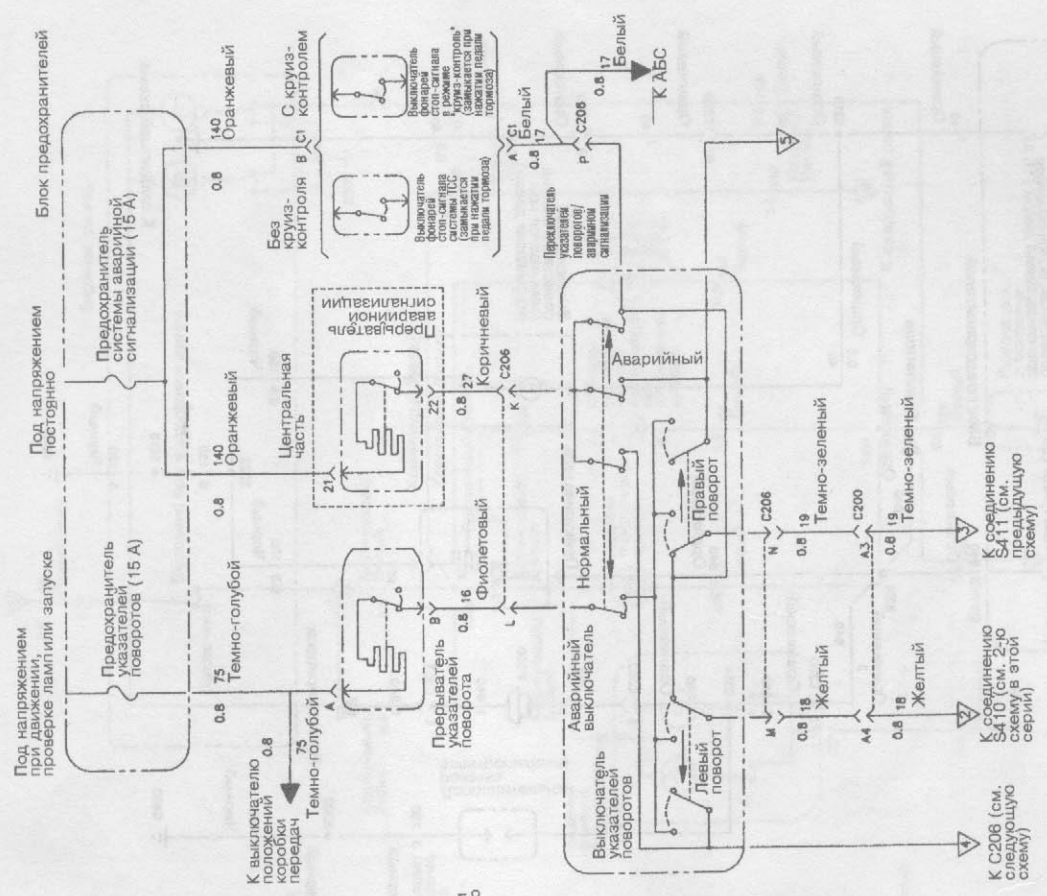 Под напряжением
при движении,
проверке ламп или запуске
Под напряжением
постоянно
Блок предохранителей
Предохранитель
указателей
поворотов (15 А)
Предохранитель
системы аварийной
сигнализации (15 А)
0.8 75
Темно-голубой
0.8 140
Оранжевый
0.8 140
Оранжевый
К выключателю
положений
коробки
передач
0.8
75
Темно-голубой
A
B
Прерыватель
указателей
поворота
21
Центральная
часть
Прерыватель
аварийной
сигнализации
22
B C1
Без
круиз-
контроля
С круиз-
контролем
Выключатель
фонарей
стоп-сигнала
системы ТСС
(замыкается
при нажатии
педали тормоза)
Выключатель
фонарей
стоп-сигнала
в режиме
"круиз-контроль"
(замыкается при
нажатии педали
тормоза)
A C1
0.8 17
Белый
P C206
0.8 17
Белый
К АБС
0.8 16
Фиолетовый
L
0.8 27
Коричневый
K C206
Переключатель
указателей
поворотов/
аварийной
сигнализации
5
Аварийный
выключатель
Нормальный
Аварийный
Выключатель
указателей
поворотов
Левый
поворот
Правый
поворот
M
N C206
0.8 18
Желтый
0.8 19
Темно-зеленый
A4
A3 C200
0.8 18
Желтый
0.8 19
Темно-зеленый
4
2
3
К C206 (см.
следующую
схему)
К соединению
S410 (см. 2-ю
схему в этой
серии)
К соединению
S411 (см.
предыдущую
схему)